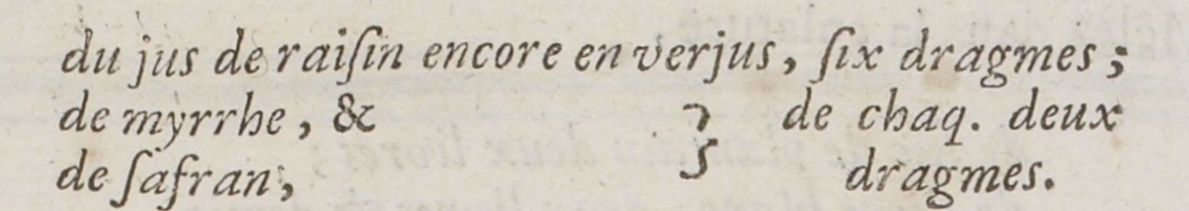 du jus de raiſin encore en verjus, ſix dragmes;
de myrrhe, & } de chaq. deux
de ſafran, dragmes.